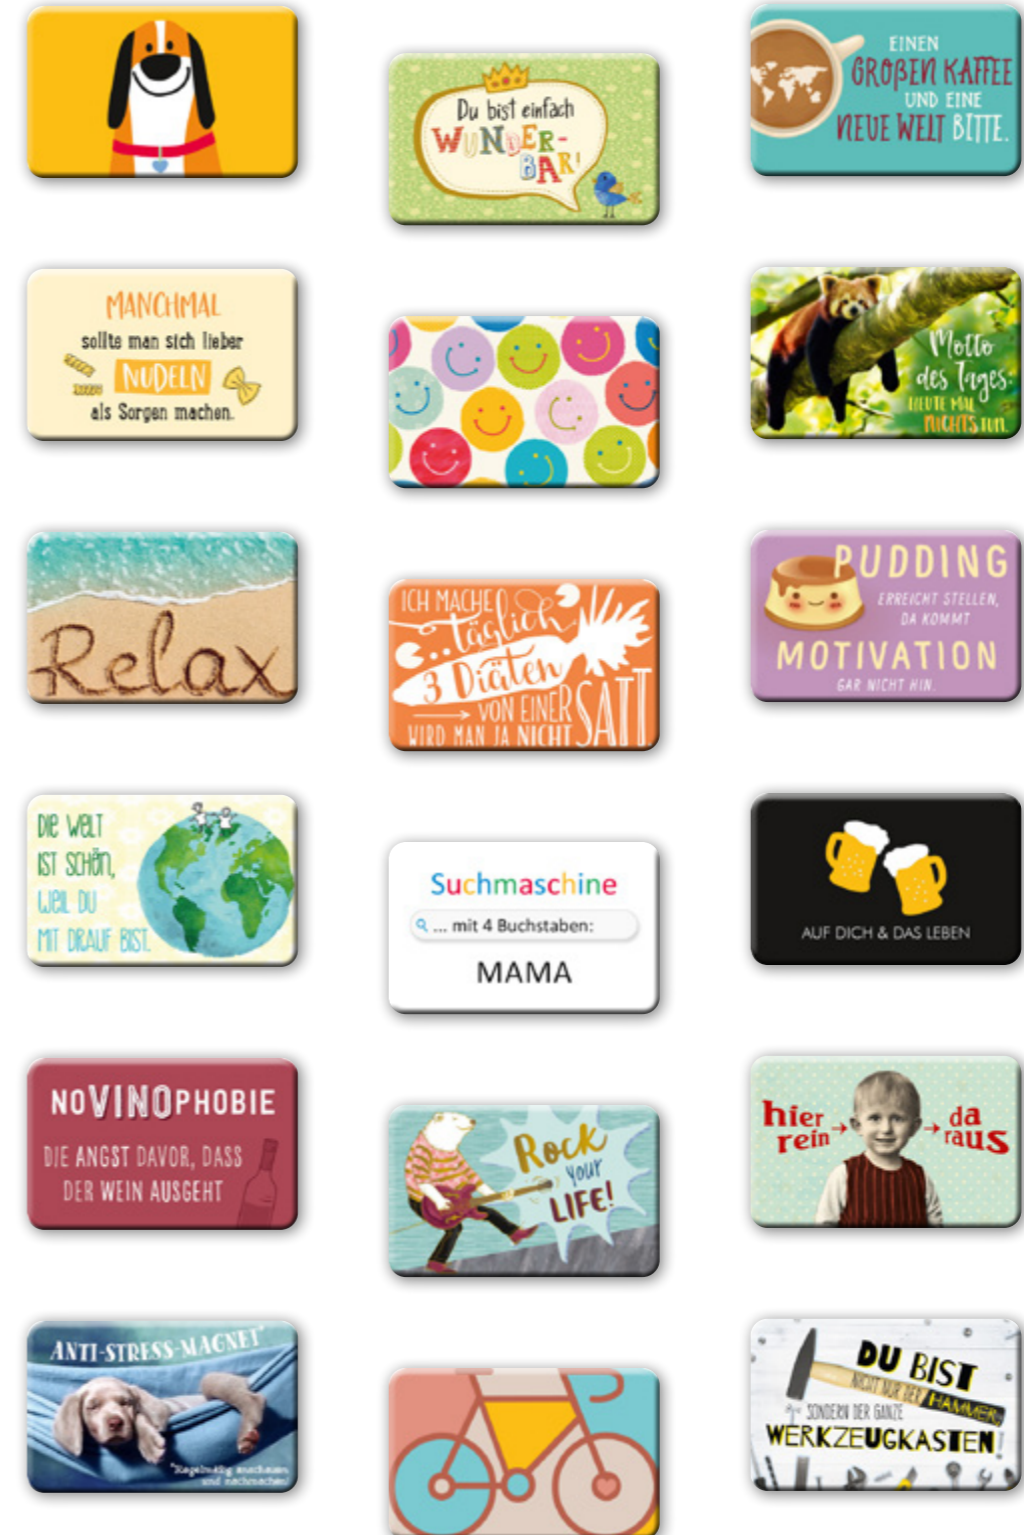 Du bist einfach
WUNDER-
BAR!
EINEN
GROßEN KAFFEE
UND EINE
NEUE WELT BITTE.
MANCHMAL
sollte man sich lieber
NUDELN
als Sorgen machen.
Motto
des Tages:
HEUTE MAL
NICHTS TUN.
Relax
ICH MACHE
täglich
3 Diäten
VON EINER
WIRD MAN JA NICHT SATT
PUDDING
ERREICHT STELLEN,
DA KOMMT
MOTIVATION
GAR NICHT HIN.
DIE WELT
IST SCHÖN,
WEIL DU
MIT DRAUF BIST.
Suchmaschine
... mit 4 Buchstaben:
MAMA
AUF DICH & DAS LEBEN
NOVINOPHOBIE
DIE ANGST DAVOR, DASS
DER WEIN AUSGEHT
ROCK
your
LIFE!
hier → da
rein raus
ANTI-STRESS-MAGNET*
*Regelmäßig anschauen
und nachmachen!
DU BIST
NICHT NUR DER HAMMER,
SONDERN DER GANZE
WERKZEUGKASTEN!